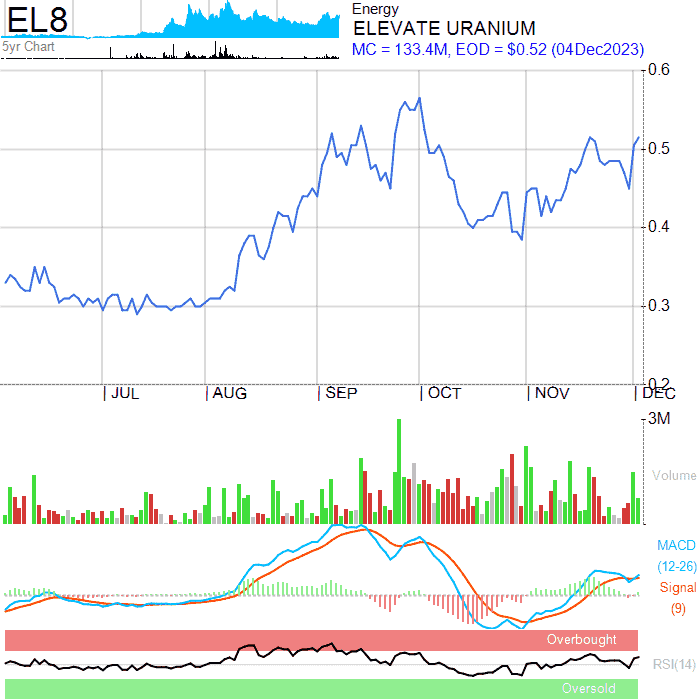 EL8
5yr Chart
Energy
ELEVATE URANIUM
MC = 133.4M, EOD = $0.52 (04Dec2023)
0.6
0.5
0.4
0.3
0.2
JUL AUG SEP OCT NOV DEC
3M
Volume
MACD
(12-26)
Signal
(9)
Overbought
RSI(14)
Oversold